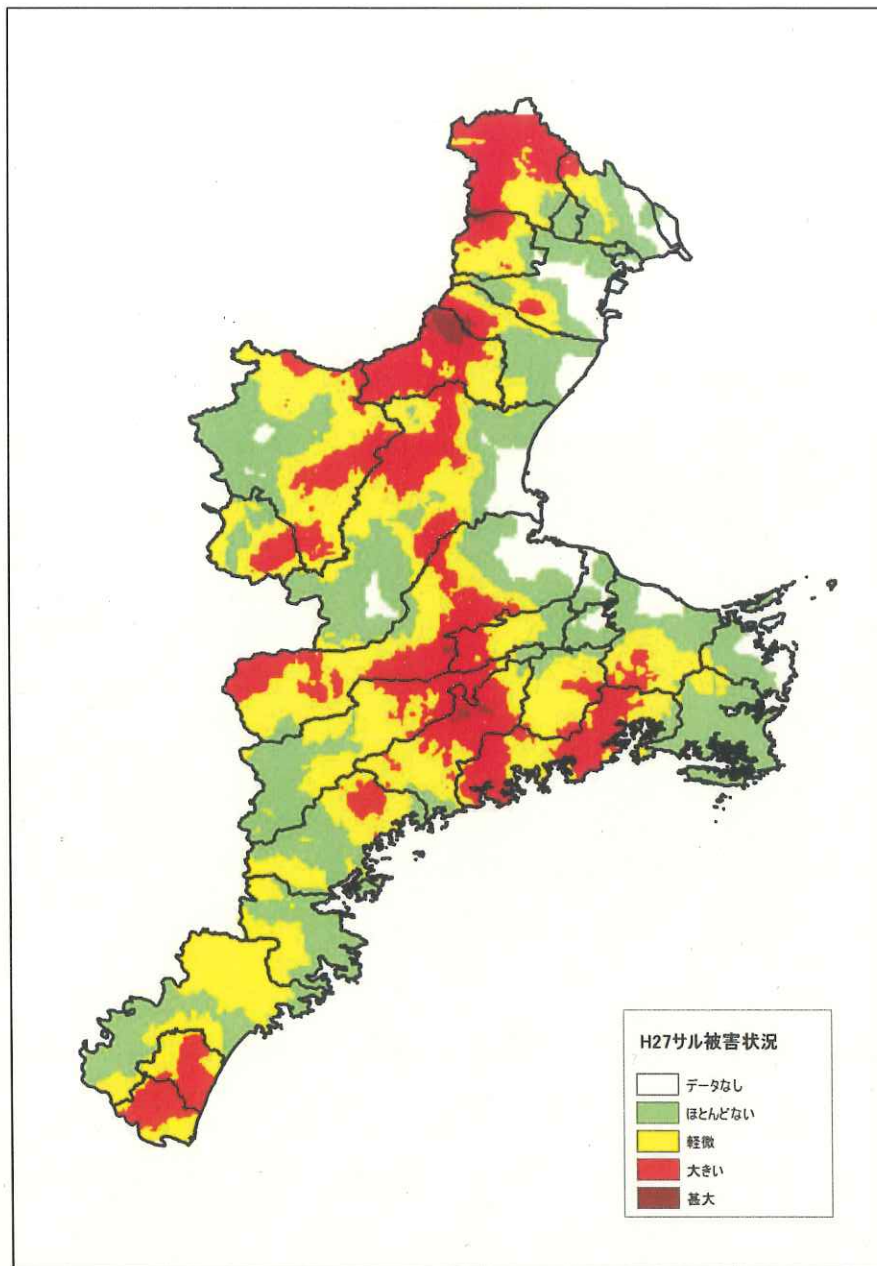 H27サル被害状況
データなし
ほとんどない
軽微
大きい
甚大